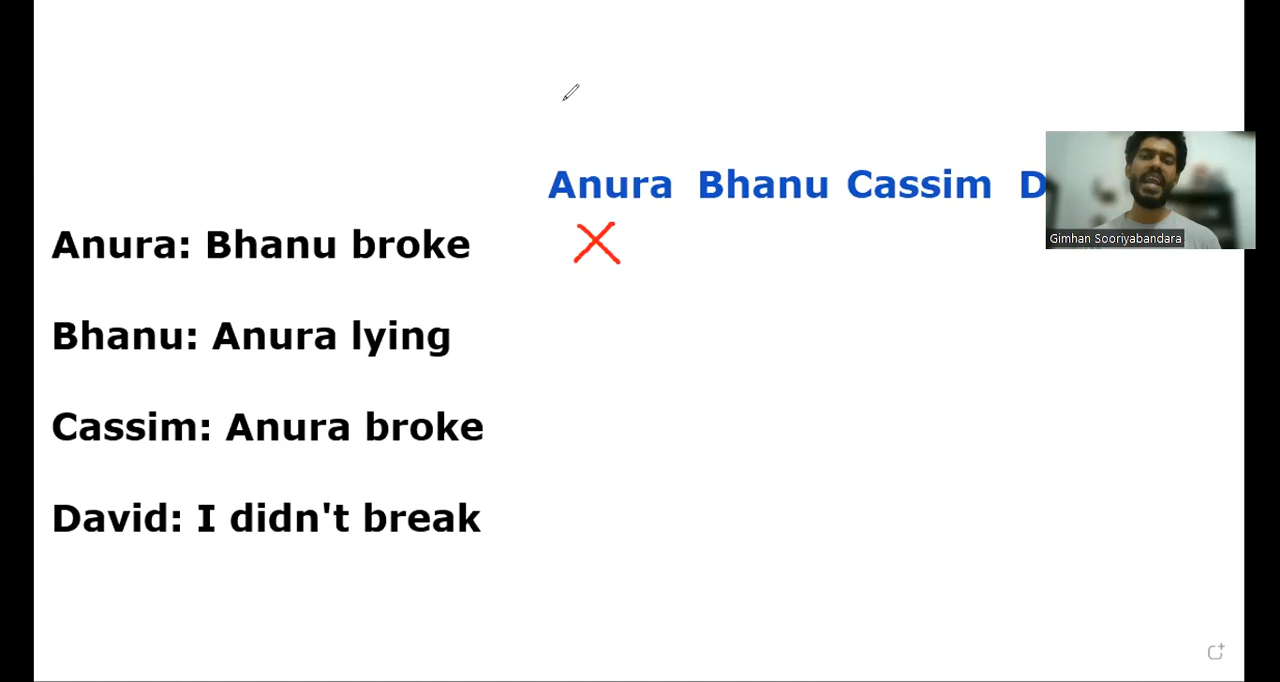 Anura Bhanu Cassim D
Gimhan Sooriyabandara
Anura: Bhanu broke
Bhanu: Anura lying
Cassim: Anura broke
David: I didn't break